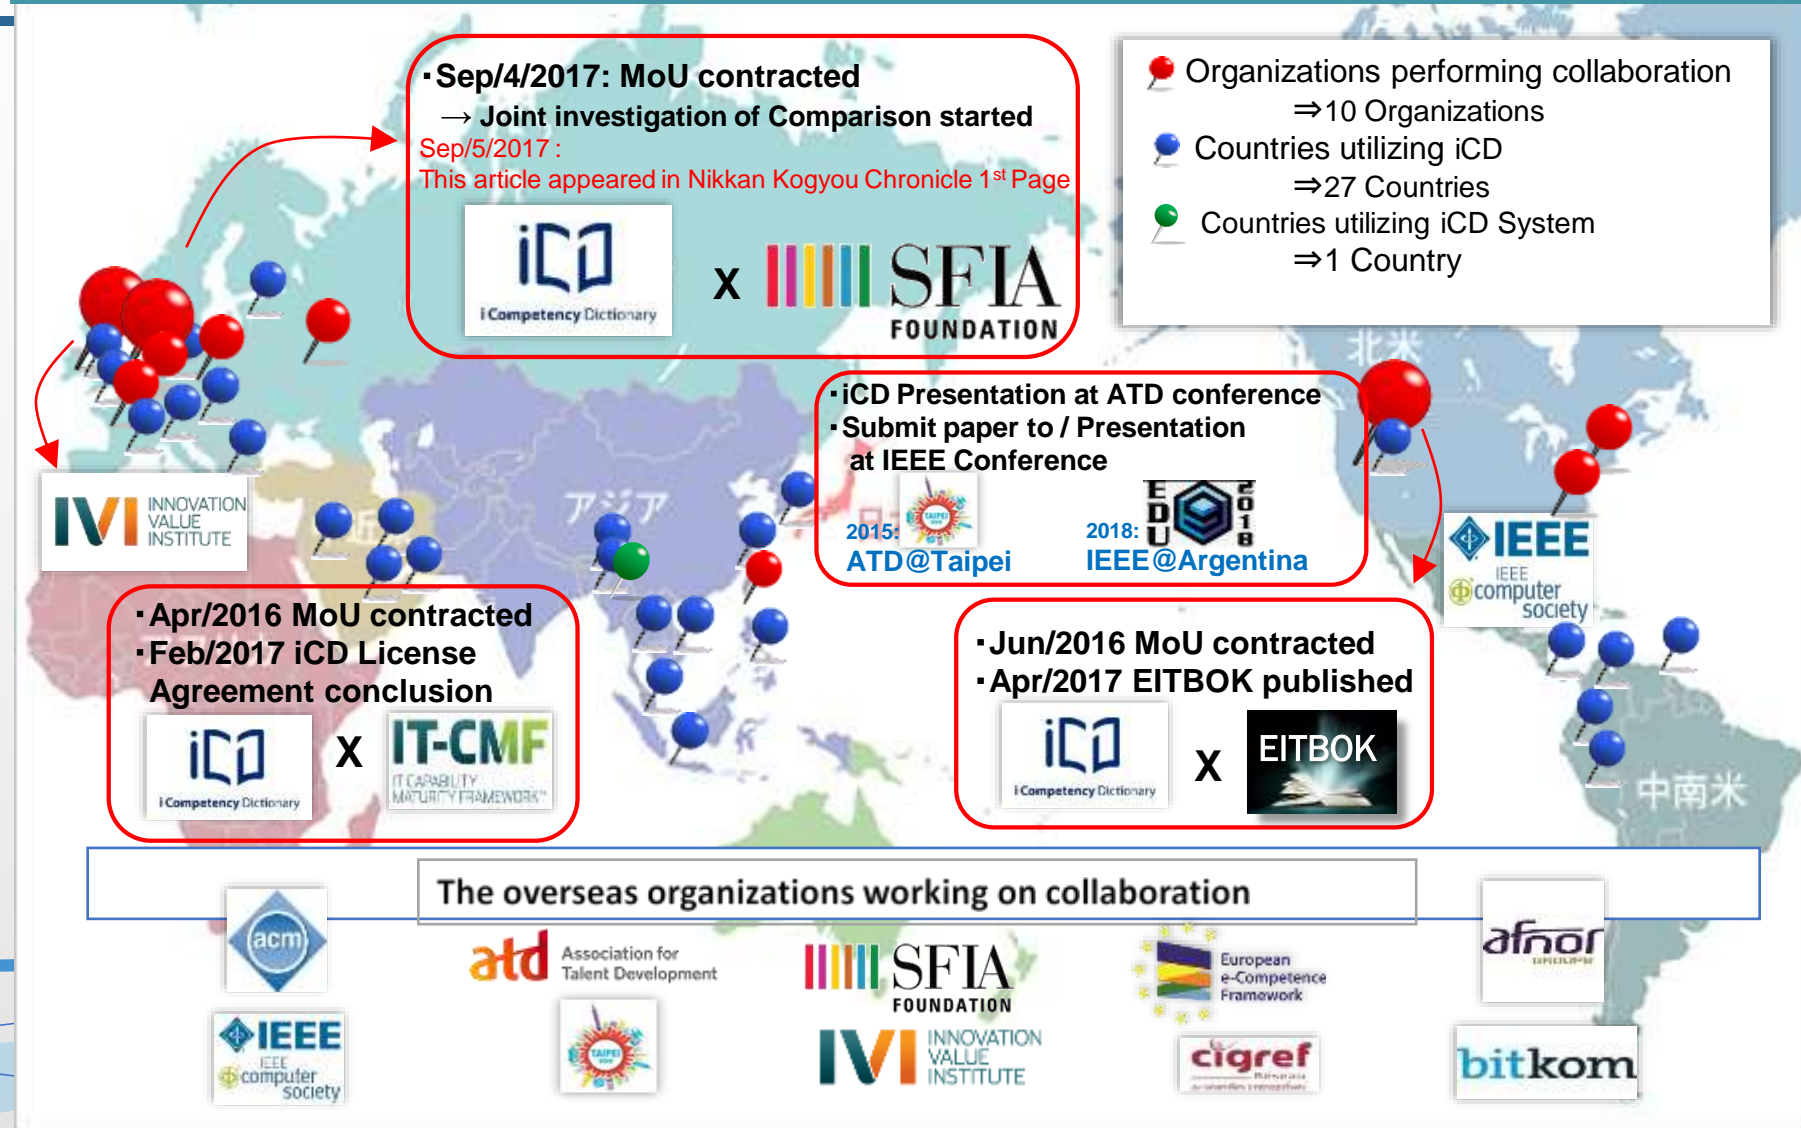 ・Sep/4/2017: MoU contracted
→ Joint investigation of Comparison started
Sep/5/2017 :
This article appeared in Nikkan Kogyou Chronicle 1st Page
iCD
i Competency Dictionary
X
SFIA
FOUNDATION
Organizations performing collaboration
⇒10 Organizations
Countries utilizing iCD
⇒27 Countries
Countries utilizing iCD System
⇒1 Country
北米
・iCD Presentation at ATD conference
・Submit paper to / Presentation
at IEEE Conference
2015:
TAIPEI
ATD@Taipei
2018:
EDU
2018
IEEE@Argentina
アジア
IVI INNOVATION
VALUE
INSTITUTE
IEEE
IEEE
computer
society
・Apr/2016 MoU contracted
・Feb/2017 iCD License
Agreement conclusion
iCD
i Competency Dictionary
X
IT-CMF
IT CAPABILITY
MATURITY FRAMEWORK™
・Jun/2016 MoU contracted
・Apr/2017 EITBOK published
iCD
i Competency Dictionary
X
EITBOK
中南米
The overseas organizations working on collaboration
acm
atd Association for
Talent Development
SFIA
FOUNDATION
European
e-Competence
Framework
afnor
GROUPE
IEEE
IEEE
computer
society
TAIPEI
IVI INNOVATION
VALUE
INSTITUTE
cigref
Réseau
bitkom